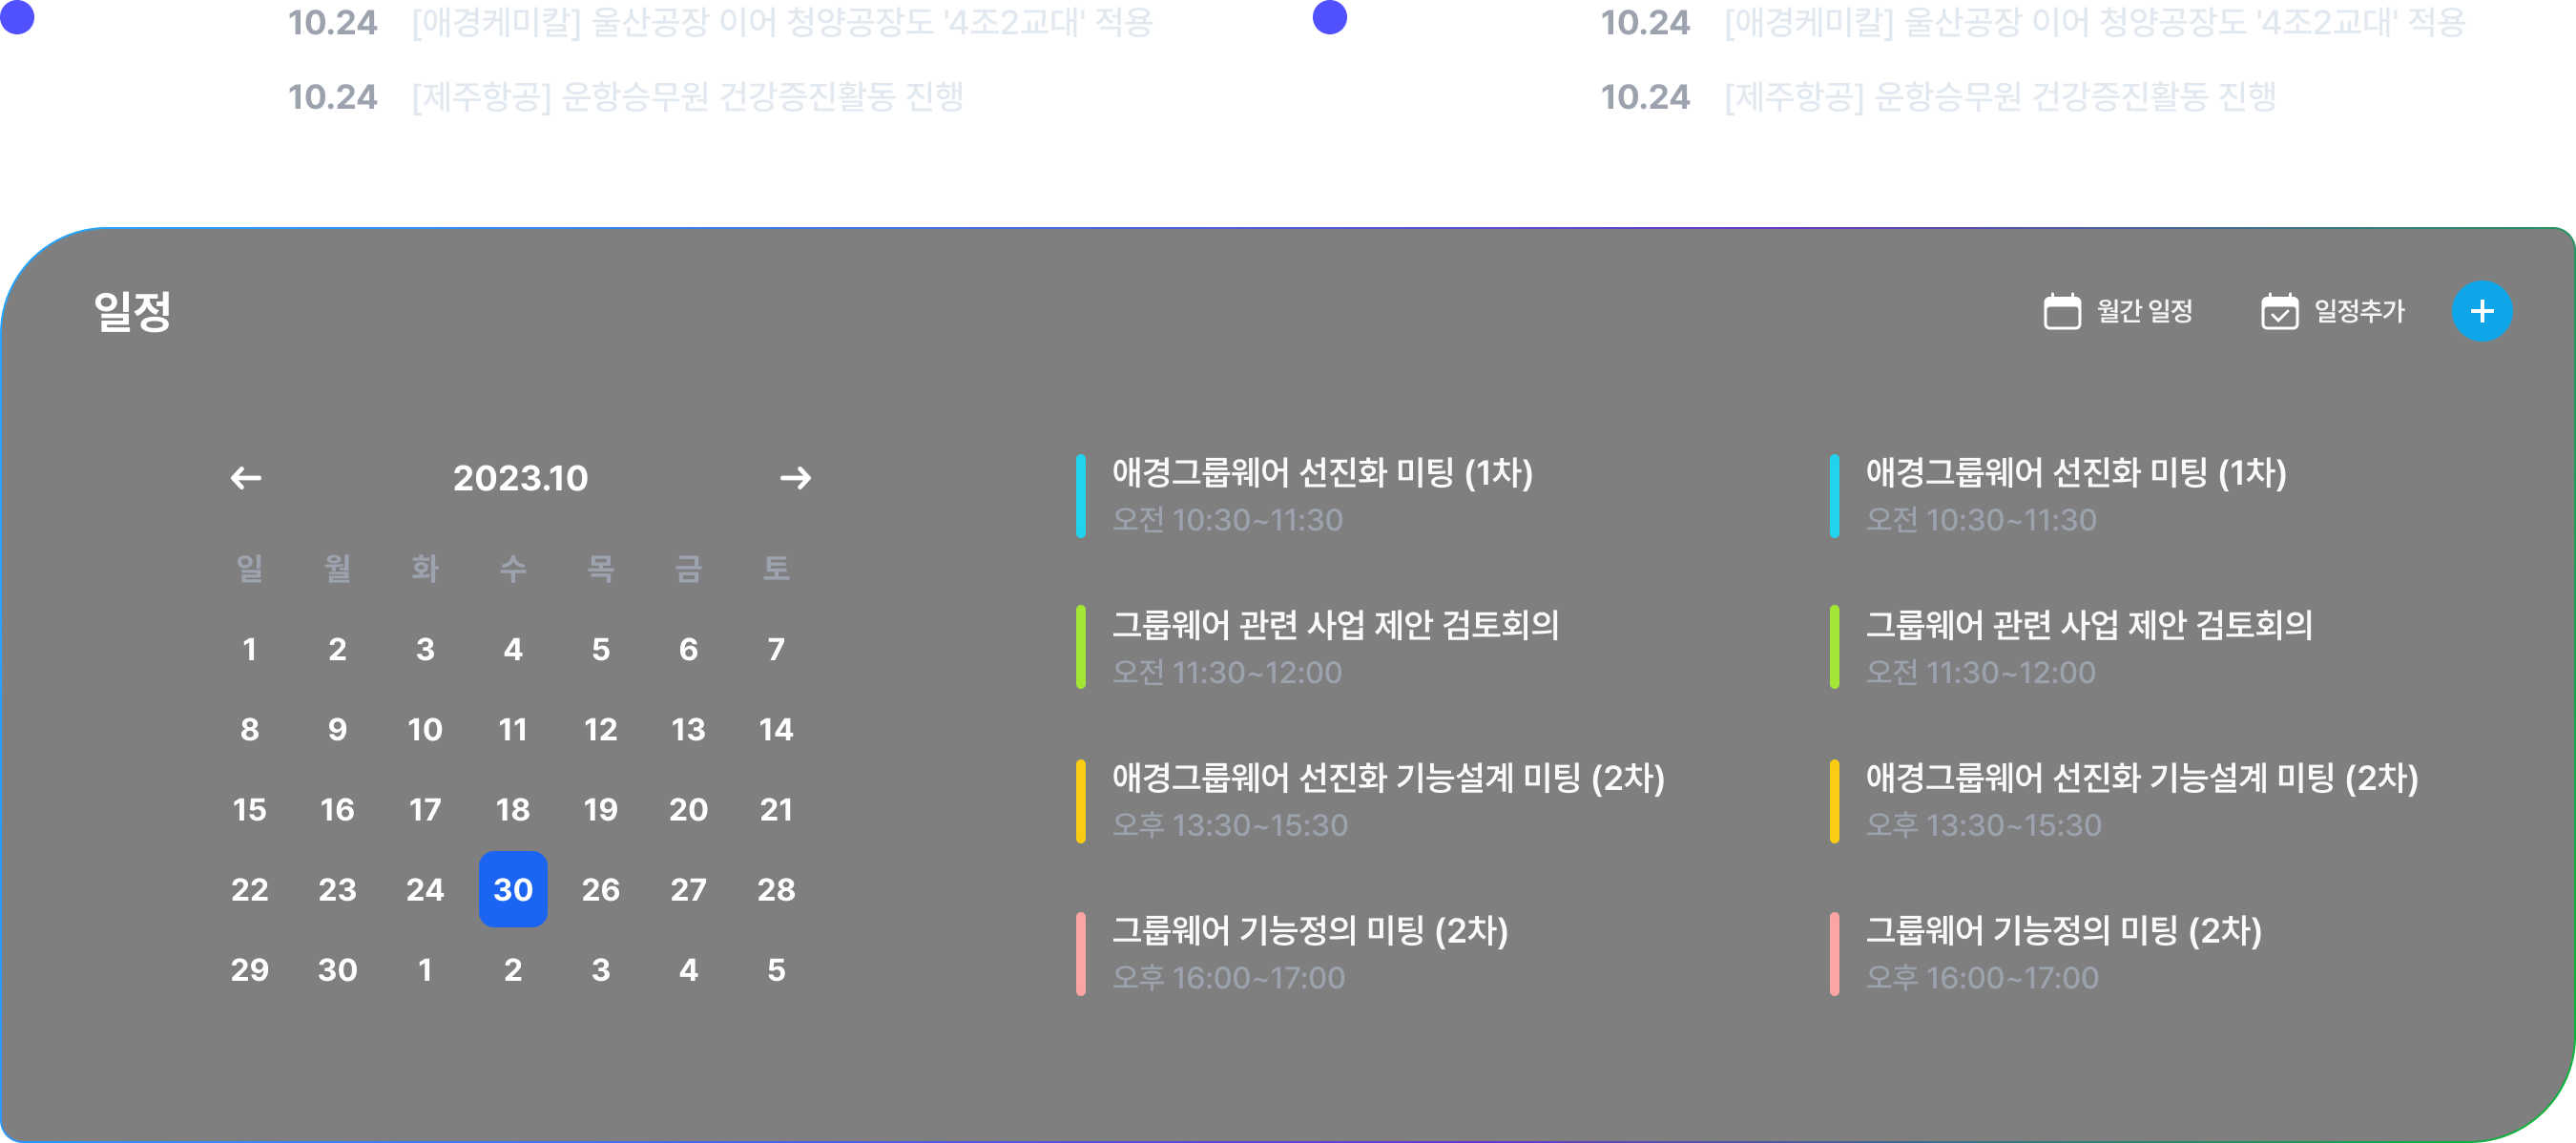 10.24 [애경케미칼] 울산공장 이어 청양공장도 '4조2교대' 적용
10.24 [제주항공] 운항승무원 건강증진활동 진행
10.24 [애경케미칼] 울산공장 이어 청양공장도 '4조2교대' 적용
10.24 [제주항공] 운항승무원 건강증진활동 진행
일정
월간 일정
일정추가
2023.10
일 월 화 수 목 금 토
1 2 3 4 5 6 7
8 9 10 11 12 13 14
15 16 17 18 19 20 21
22 23 24 30 26 27 28
29 30 1 2 3 4 5
애경그룹웨어 선진화 미팅 (1차)
오전 10:30~11:30
그룹웨어 관련 사업 제안 검토회의
오전 11:30~12:00
애경그룹웨어 선진화 기능설계 미팅 (2차)
오후 13:30~15:30
그룹웨어 기능정의 미팅 (2차)
오후 16:00~17:00
애경그룹웨어 선진화 미팅 (1차)
오전 10:30~11:30
그룹웨어 관련 사업 제안 검토회의
오전 11:30~12:00
애경그룹웨어 선진화 기능설계 미팅 (2차)
오후 13:30~15:30
그룹웨어 기능정의 미팅 (2차)
오후 16:00~17:00